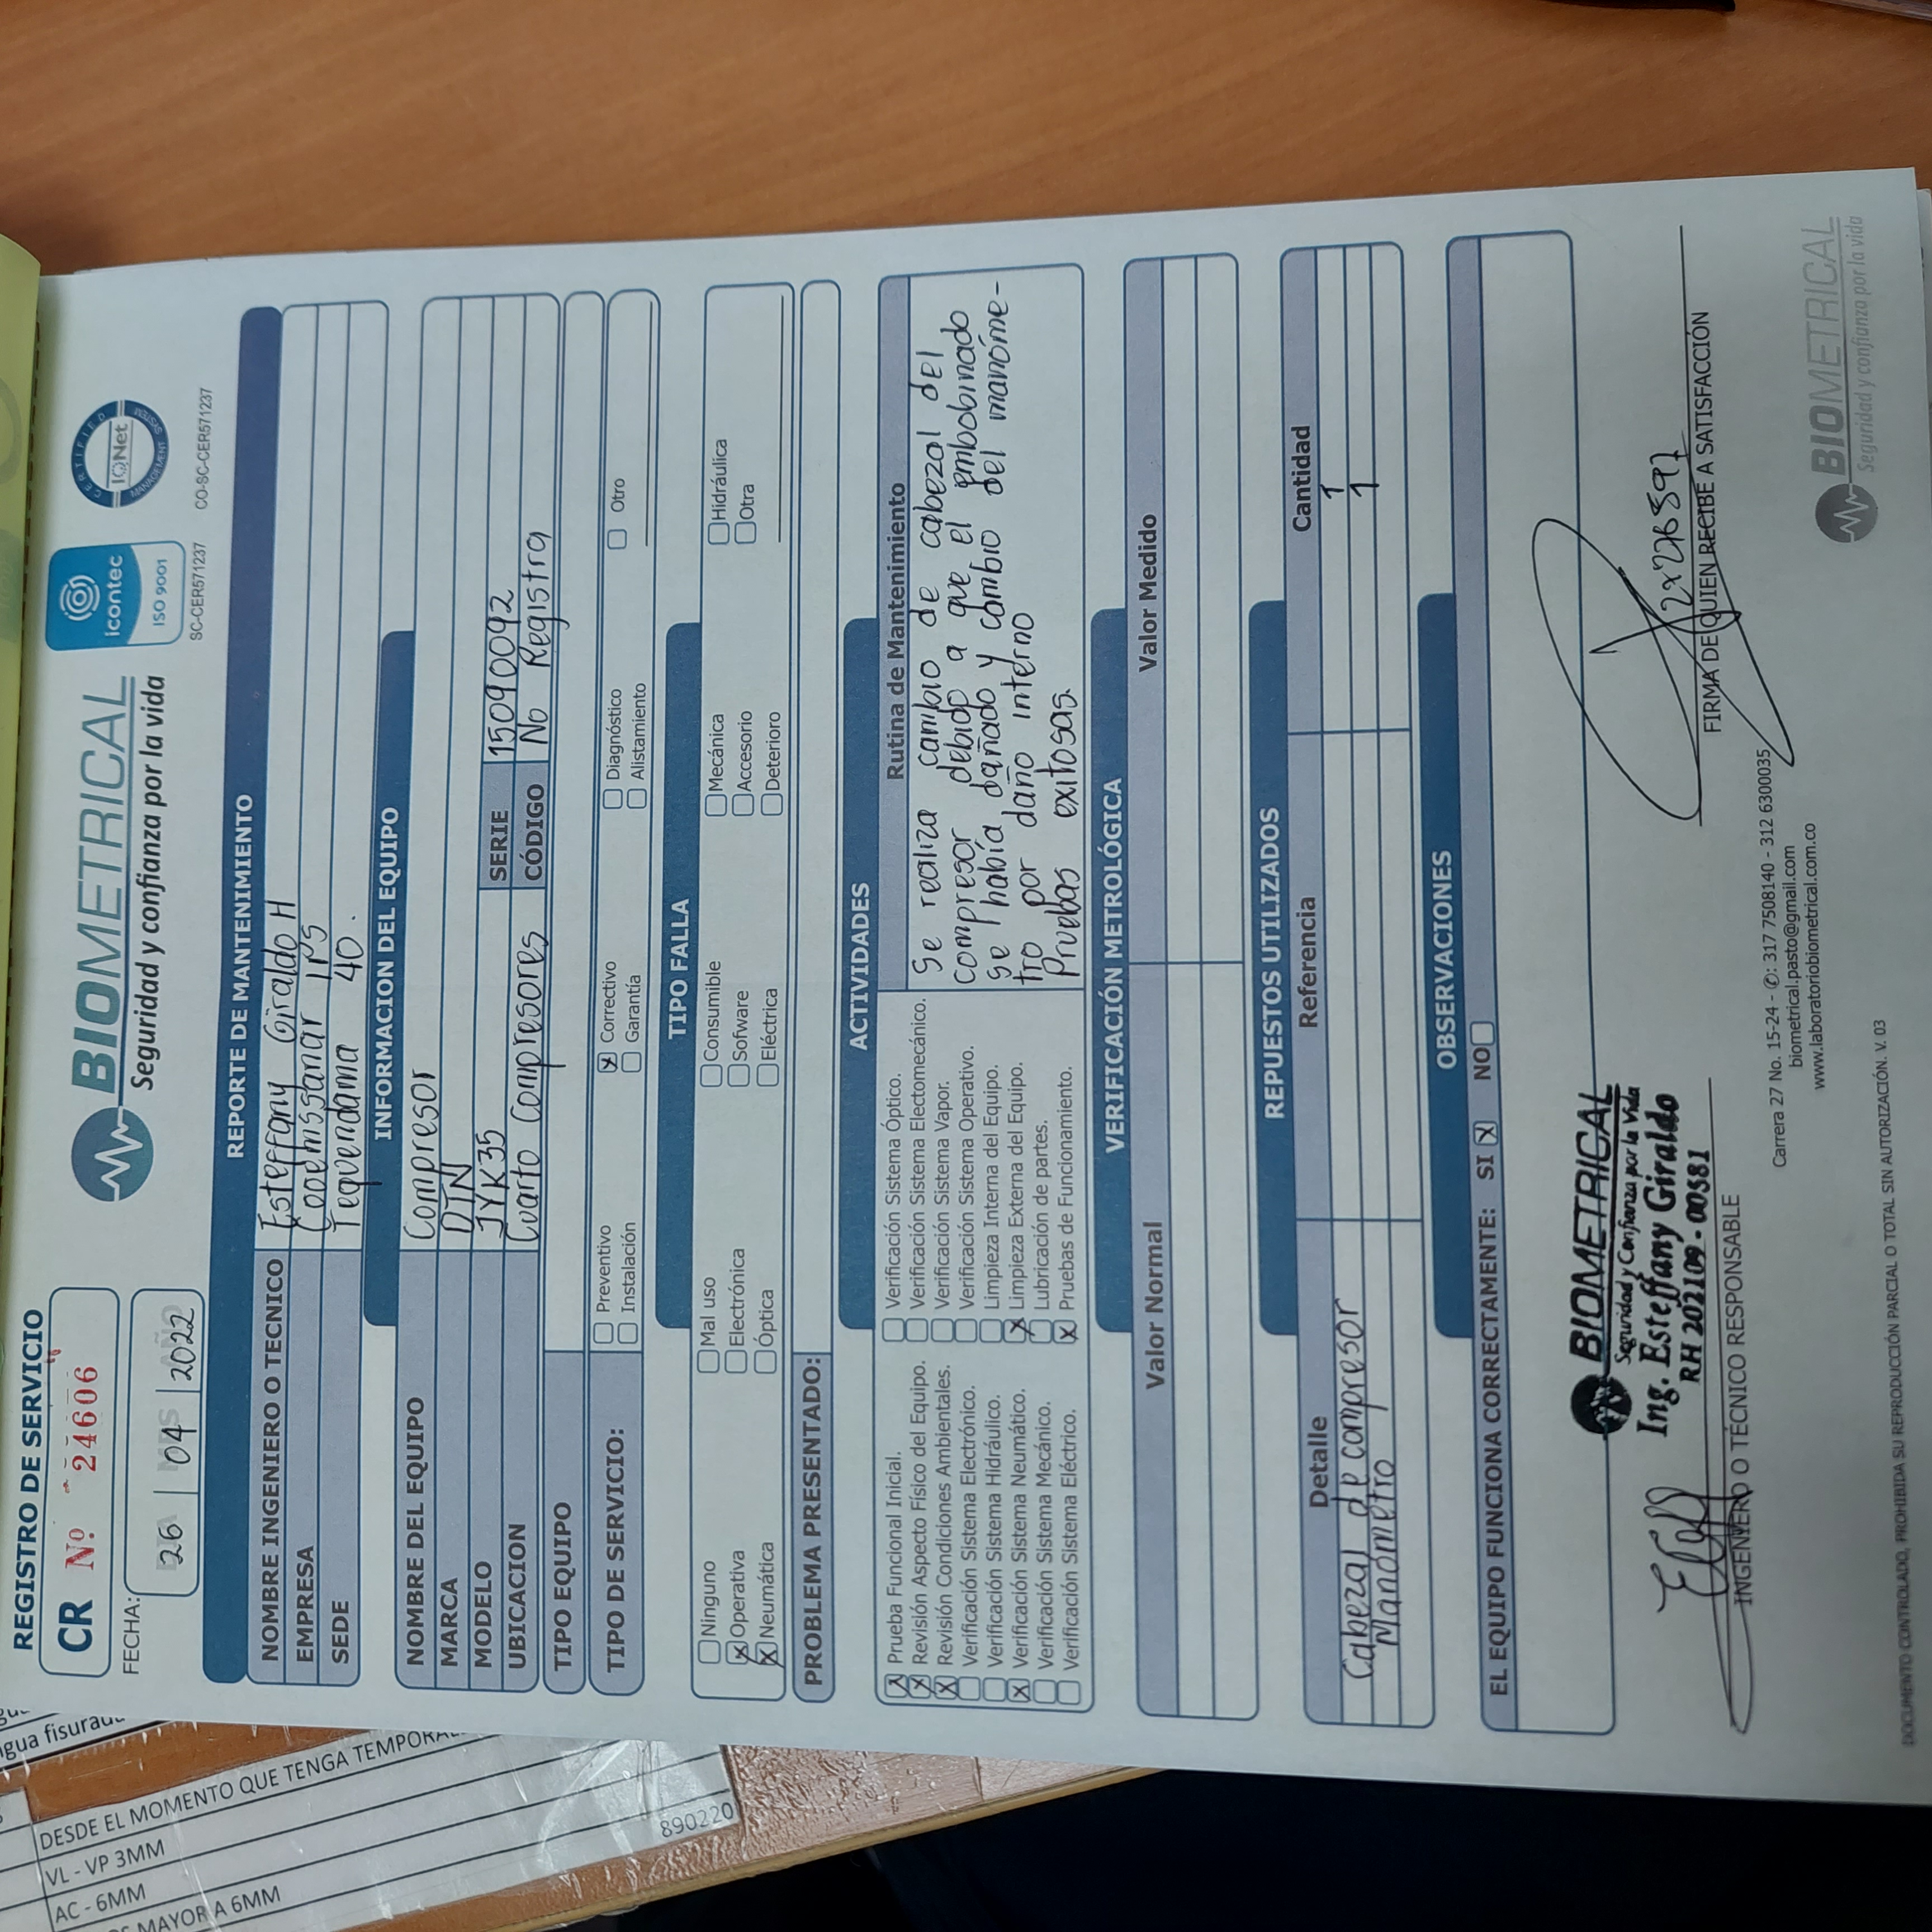 REGISTRO DE SERVICIO
CR Nº 24606
FECHA:
26 | 04 | 2022
BIOMETRICAL
Seguridad y confianza por la vida
icontec
ISO 9001
SC-CER571237
CERTIFIED
IQNet
MANAGEMENT SYSTEM
CO-SC-CER571237
REPORTE DE MANTENIMIENTO
NOMBRE INGENIERO O TECNICO Esteffany Giraldo H
EMPRESA Cooemssanar IPS
SEDE Tequendama 40.
INFORMACION DEL EQUIPO
NOMBRE DEL EQUIPO Compresor
MARCA DTN
MODELO JYK35 SERIE 15090092
UBICACION Cuarto Compresores CÓDIGO No Registra
TIPO EQUIPO
TIPO DE SERVICIO: Preventivo Correctivo Diagnóstico Otro
Instalación Garantía Alistamiento
TIPO FALLA
Ninguno Mal uso Consumible Mecánica Hidráulica
Operativa Electrónica Sofware Accesorio Otra
Neumática Óptica Eléctrica Deterioro
PROBLEMA PRESENTADO:
ACTIVIDADES
Prueba Funcional Inicial.
Revisión Aspecto Físico del Equipo.
Revisión Condiciones Ambientales.
Verificación Sistema Electrónico.
Verificación Sistema Hidráulico.
Verificación Sistema Neumático.
Verificación Sistema Mecánico.
Verificación Sistema Eléctrico.
Verificación Sistema Óptico.
Verificación Sistema Electomecánico.
Verificación Sistema Vapor.
Verificación Sistema Operativo.
Limpieza Interna del Equipo.
Limpieza Externa del Equipo.
Lubricación de partes.
Pruebas de Funcionamiento.
Rutina de Mantenimiento
Se realiza cambio de cabezal del
compresor debido a que el embobinado
se había dañado y cambio del manóme-
tro por daño interno
Pruebas exitosas.
VERIFICACIÓN METROLÓGICA
Valor Normal Valor Medido
REPUESTOS UTILIZADOS
Detalle Referencia Cantidad
Cabezal de compresor 1
Manómetro 1
OBSERVACIONES
EL EQUIPO FUNCIONA CORRECTAMENTE: SI NO
BIOMETRICAL
Seguridad y Confianza por la Vida
Ing. Esteffany Giraldo
RH 202109 - 00581
INGENIERO O TÉCNICO RESPONSABLE
FIRMA DE QUIEN RECIBE A SATISFACCIÓN
Carrera 27 No. 15-24 - ✆: 317 7508140 - 312 6300035
biometrical.pasto@gmail.com
www.laboratoriobiometrical.com.co
BIOMETRICAL
Seguridad y confianza por la vida
DOCUMENTO CONTROLADO, PROHIBIDA SU REPRODUCCIÓN PARCIAL O TOTAL SIN AUTORIZACIÓN. V. 03
DESDE EL MOMENTO QUE TENGA
VL - VP 3MM
AC - 6MM
MAYOR A 6MM
890220